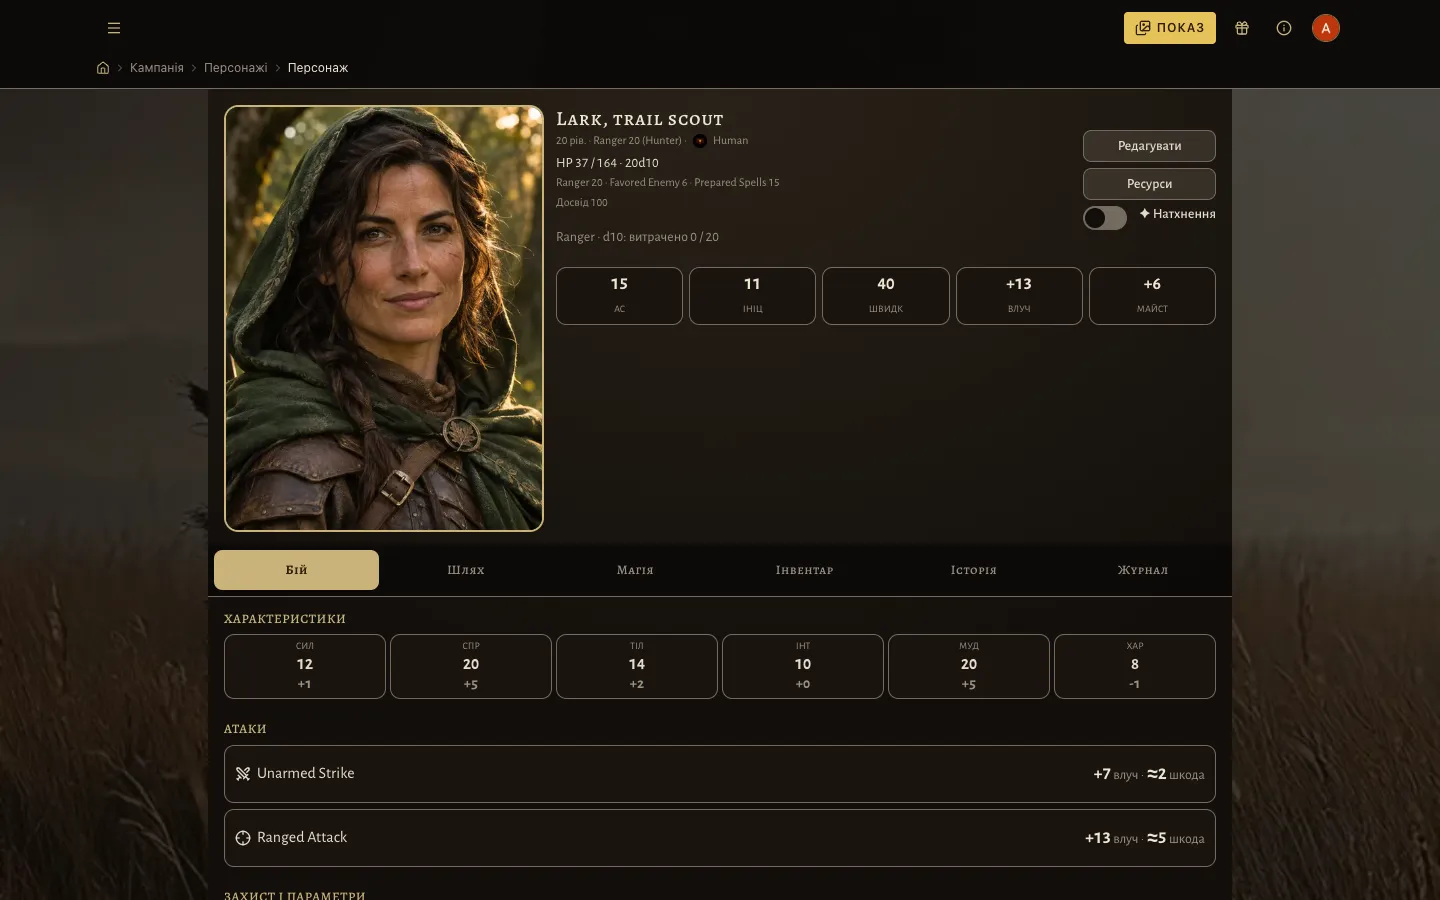 ПОКАЗ
A
Кампанія > Персонажі > Персонаж
Lark, trail scout
20 рів. · Ranger 20 (Hunter) · Human
HP 37 / 164 · 20d10
Ranger 20 · Favored Enemy 6 · Prepared Spells 15
Досвід 100
Ranger · d10: витрачено 0 / 20
Редагувати
Ресурси
✦ Натхнення
15
АС
11
ІНІЦ
40
ШВИДК
+13
ВЛУЧ
+6
МАЙСТ
Бій
Шлях
Магія
Інвентар
Історія
Журнал
ХАРАКТЕРИСТИКИ
СИЛ
12
+1
СПР
20
+5
ТІЛ
14
+2
ІНТ
10
+0
МУД
20
+5
ХАР
8
-1
АТАКИ
Unarmed Strike
+7 влуч · ≈2 шкода
Ranged Attack
+13 влуч · ≈5 шкода
ЗАХИСТ І ПАРАМЕТРИ